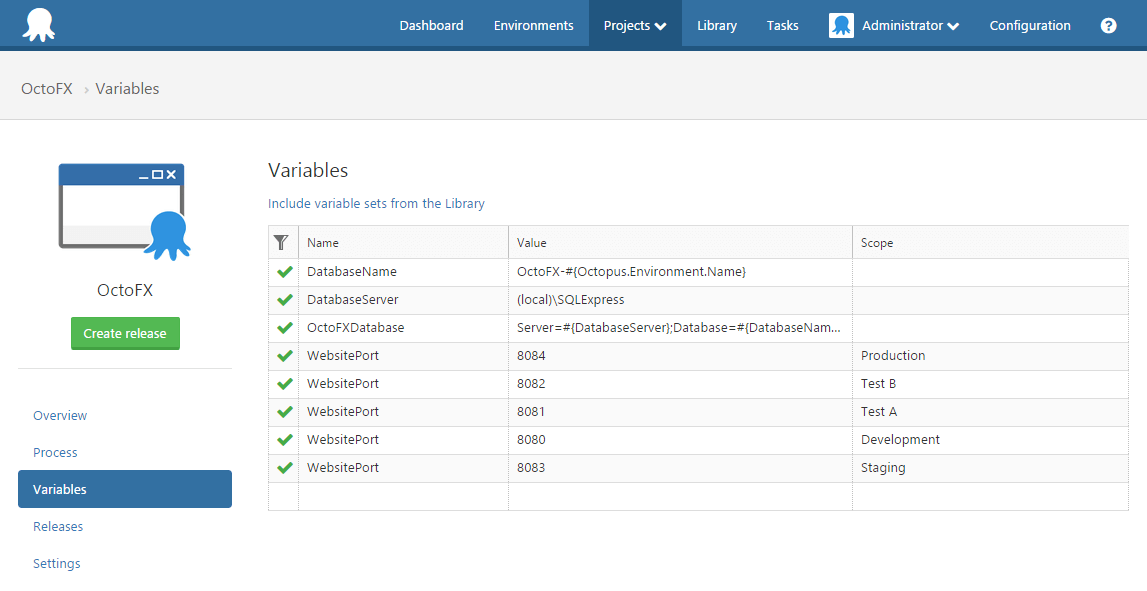 Dashboard Environments Projects Library Tasks Administrator Configuration ?
OctoFX › Variables
Variables
Include variable sets from the Library
Name Value Scope
DatabaseName OctoFX-#{Octopus.Environment.Name}
DatabaseServer (local)\SQLExpress
OctoFXDatabase Server=#{DatabaseServer};Database=#{DatabaseNam...
WebsitePort 8084 Production
WebsitePort 8082 Test B
WebsitePort 8081 Test A
WebsitePort 8080 Development
WebsitePort 8083 Staging
OctoFX
Create release
Overview
Process
Variables
Releases
Settings